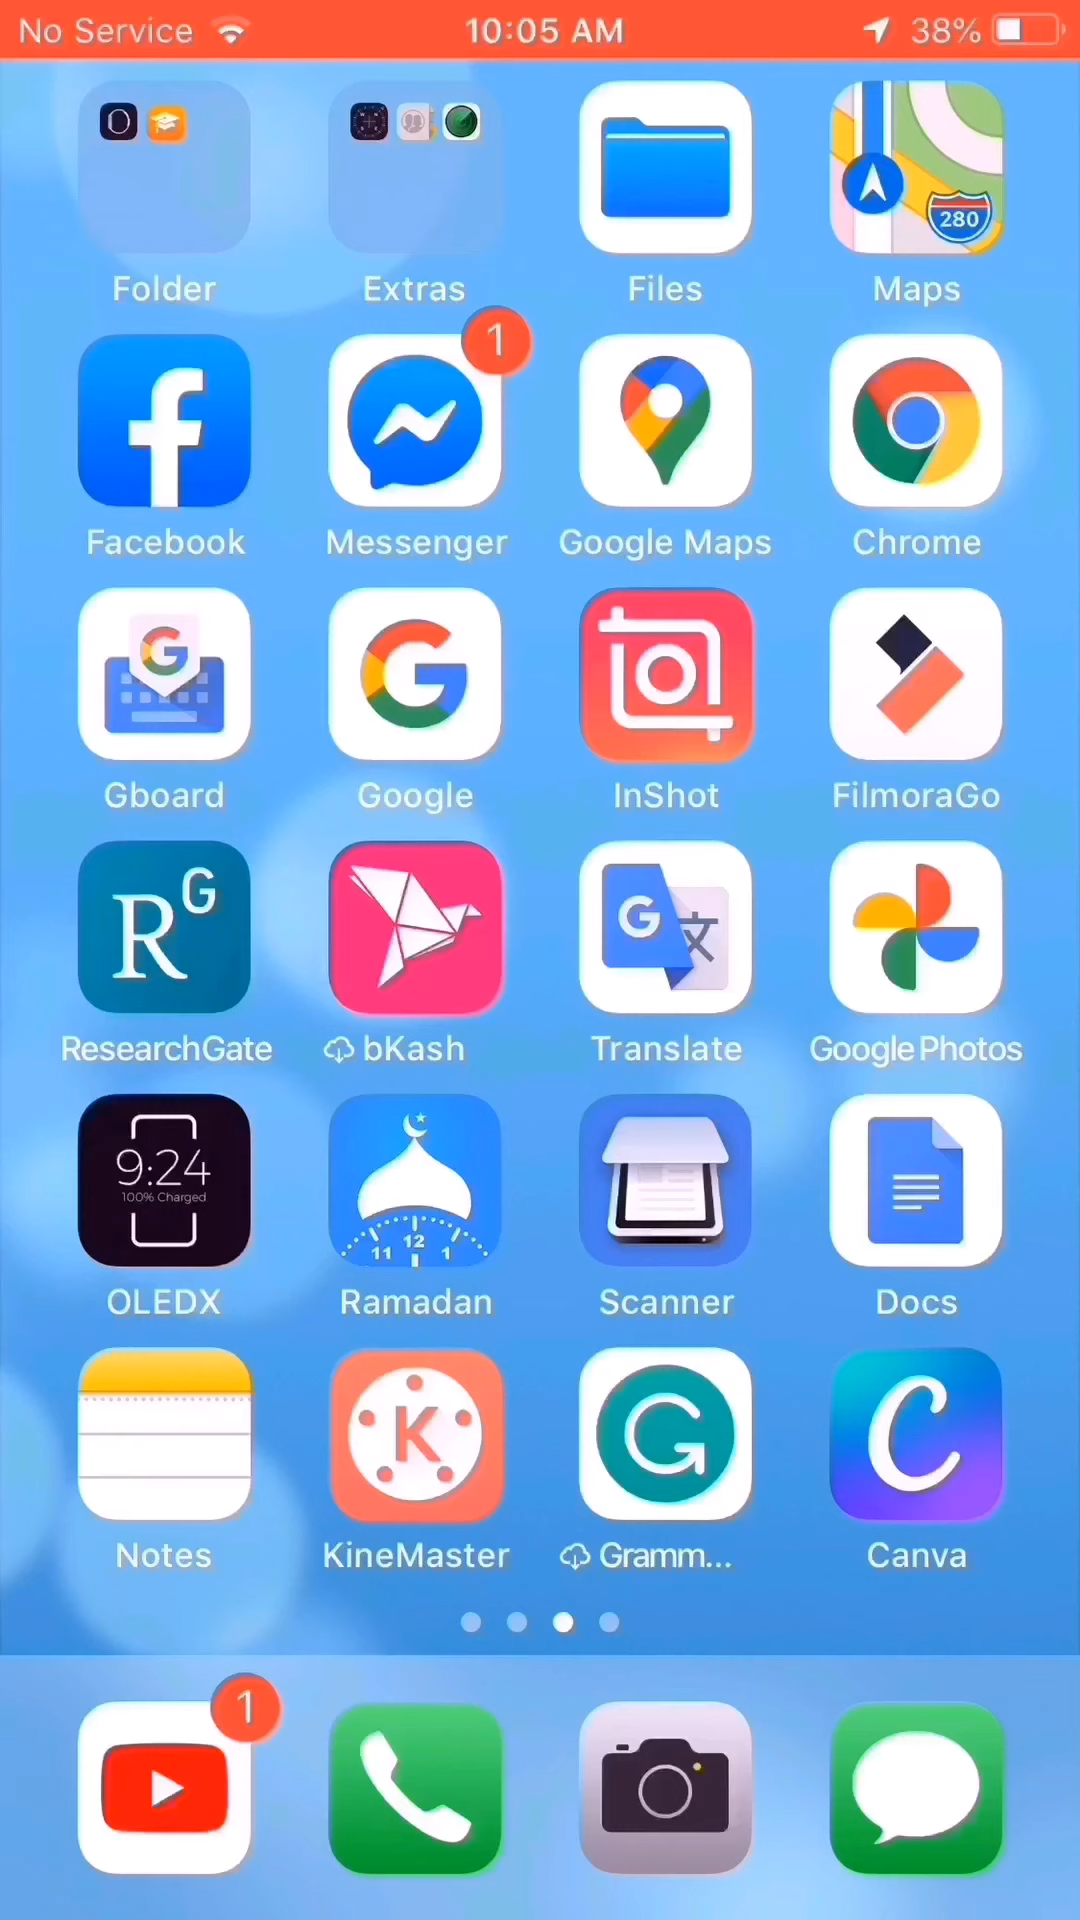 No Service 10:05 AM 38%
280
Folder Extras Files Maps
1
Facebook Messenger Google Maps Chrome
G
G
Gboard Google InShot FilmoraGo
RG
G 文
ResearchGate bKash Translate Google Photos
9:24
100% Charged
11 12 1
OLEDX Ramadan Scanner Docs
K G C
Notes KineMaster Gramm... Canva
1